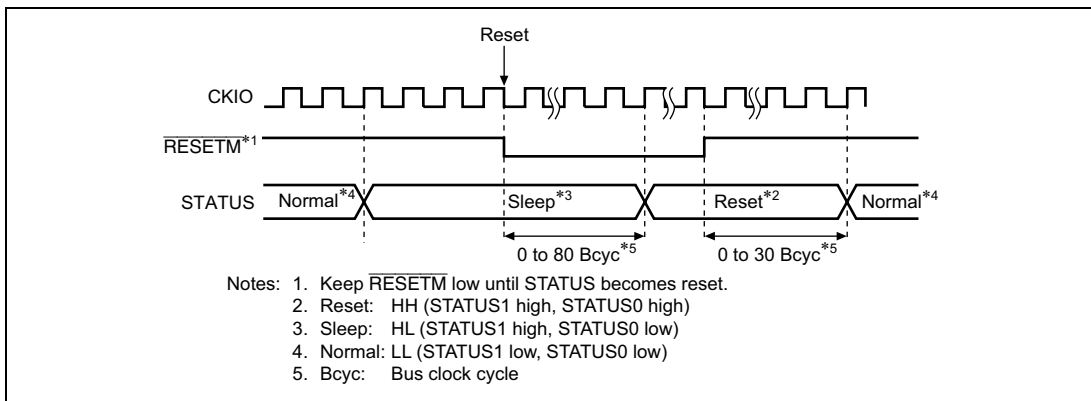 Reset
CKIO
RESETM*1
STATUS Normal*4 Sleep*3 Reset*2 Normal*4
0 to 80 Bcyc*5 0 to 30 Bcyc*5
Notes: 1. Keep RESETM low until STATUS becomes reset.
2. Reset: HH (STATUS1 high, STATUS0 high)
3. Sleep: HL (STATUS1 high, STATUS0 low)
4. Normal: LL (STATUS1 low, STATUS0 low)
5. Bcyc: Bus clock cycle